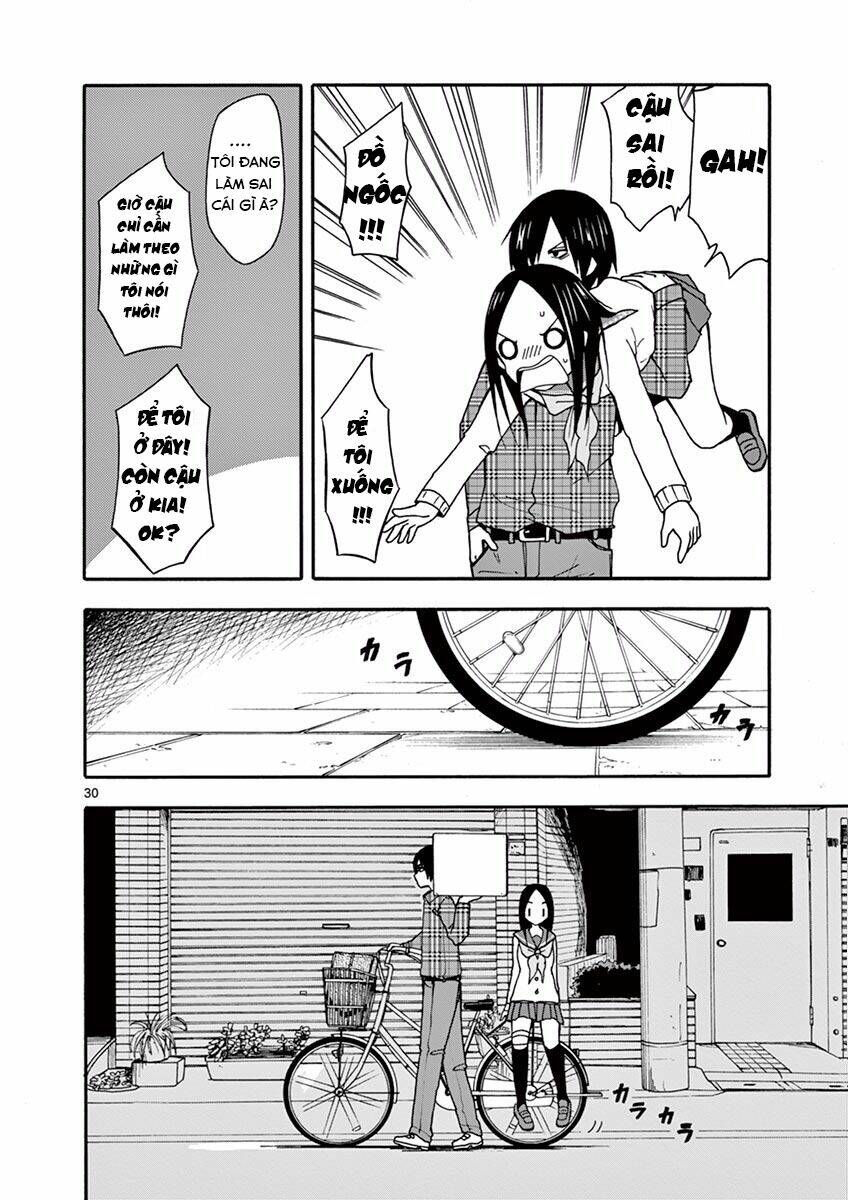 GAH!
CẬU
SAI
RỒI!
ĐỒ
NGỐC
!!!
ĐỂ
TÔI
XUỐNG
!!!
....
TÔI ĐANG
LÀM SAI
CÁI GÌ À?
GIỜ CẬU
CHỈ CẦN
LÀM THEO
NHỮNG GÌ
TÔI NÓI
THÔI!
ĐỂ TÔI
Ở ĐÂY!
CÒN CẬU
Ở KIA!
OK?
カラ
カラ
30
カラ
カラ